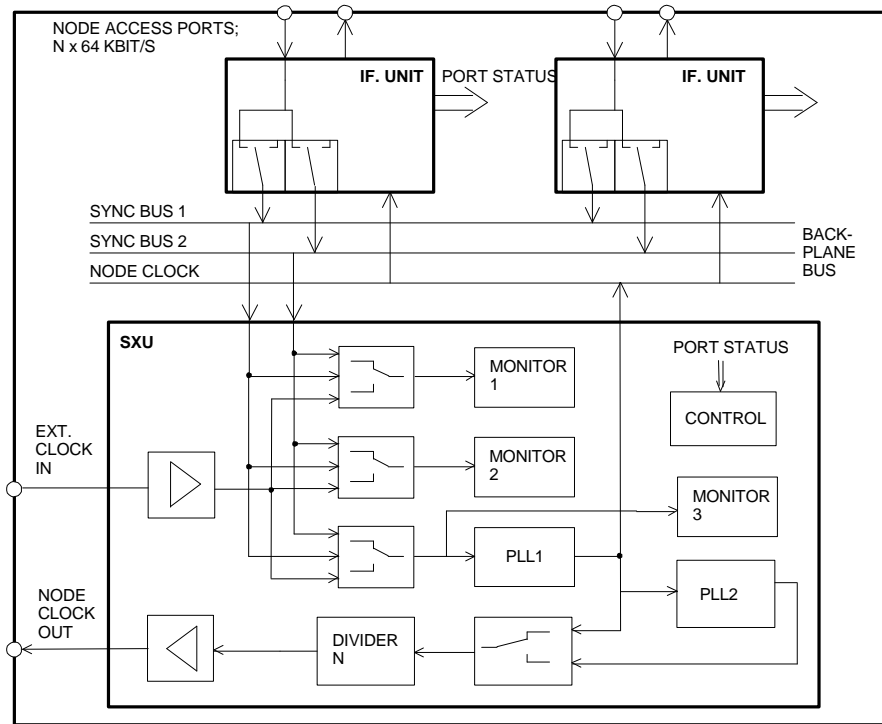 NODE ACCESS PORTS;
N x 64 KBIT/S
IF. UNIT
PORT STATUS
IF. UNIT
SYNC BUS 1
SYNC BUS 2
NODE CLOCK
BACK-
PLANE
BUS
SXU
MONITOR
1
PORT STATUS
CONTROL
EXT.
CLOCK
IN
MONITOR
2
MONITOR
3
PLL1
PLL2
NODE
CLOCK
OUT
DIVIDER
N